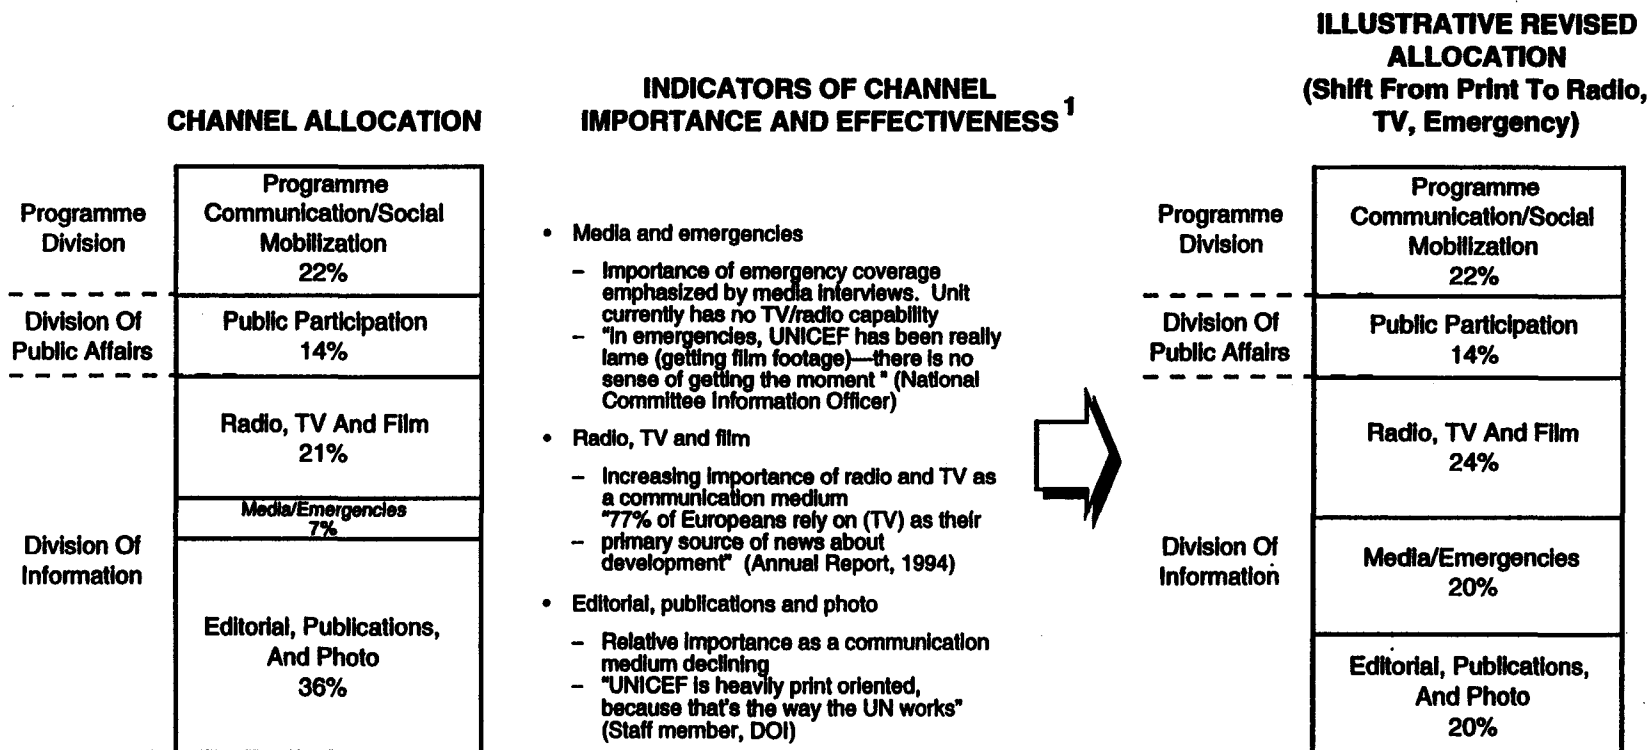 CHANNEL ALLOCATION
Programme
Division
Programme
Communication/Social
Mobilization
22%
Division Of
Public Affairs
Public Participation
14%
Radio, TV And Film
21%
Media/Emergencies
7%
Division Of
Information
Editorial, Publications,
And Photo
36%
INDICATORS OF CHANNEL
IMPORTANCE AND EFFECTIVENESS 1
• Media and emergencies
– Importance of emergency coverage
emphasized by media interviews. Unit
currently has no TV/radio capability
– "In emergencies, UNICEF has been really
lame (getting film footage)—there is no
sense of getting the moment " (National
Committee Information Officer)
• Radio, TV and film
– Increasing importance of radio and TV as
a communication medium
"77% of Europeans rely on (TV) as their
– primary source of news about
development" (Annual Report, 1994)
• Editorial, publications and photo
– Relative importance as a communication
medium declining
– "UNICEF is heavily print oriented,
because that's the way the UN works"
(Staff member, DOI)
ILLUSTRATIVE REVISED
ALLOCATION
(Shift From Print To Radio,
TV, Emergency)
Programme
Division
Programme
Communication/Social
Mobilization
22%
Division Of
Public Affairs
Public Participation
14%
Radio, TV And Film
24%
Division Of
Information
Media/Emergencies
20%
Editorial, Publications,
And Photo
20%